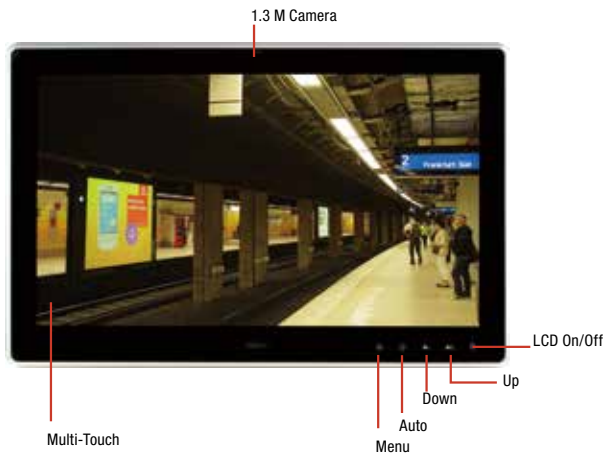 1.3 M Camera
2
Frankfurt Süd
LCD On/Off
Up
Down
Auto
Menu
Multi-Touch